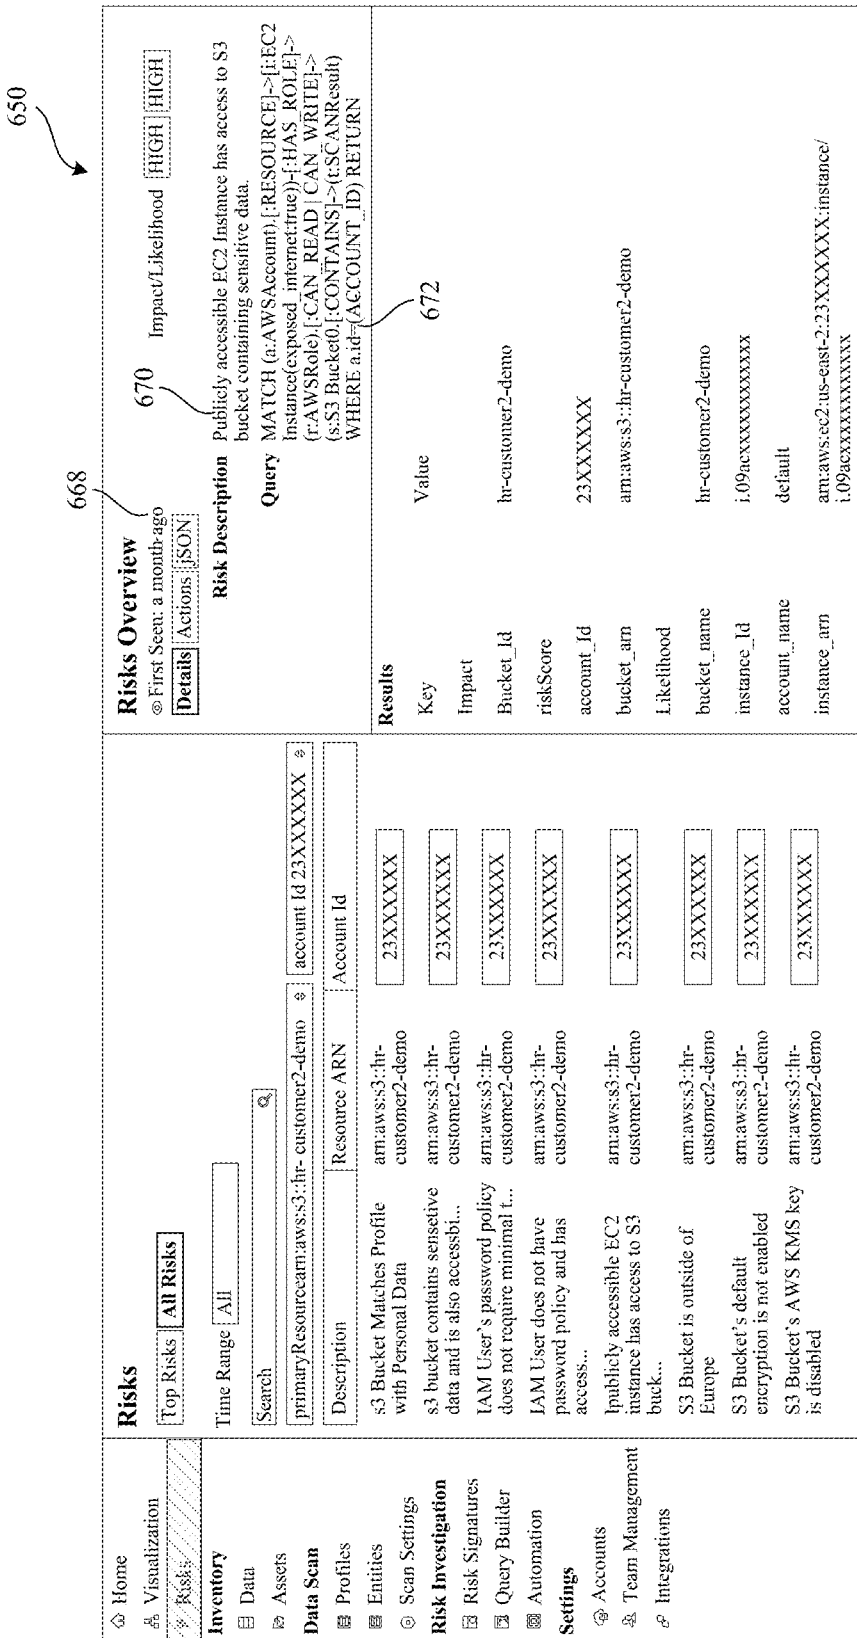 650
Home
Visualization
Risks
Inventory
Data
Assets
Data Scan
Profiles
Entities
Scan Settings
Risk Investigation
Risk Signatures
Query Builder
Automation
Settings
Accounts
Team Management
Integrations
Risks
Top Risks All Risks
Time Range All
Search
primaryResourcearn:aws:s3::hr- customer2-demo account Id 23XXXXXX
Description Resource ARN Account Id
s3 Bucket Matches Profile arn:aws:s3::hr- 23XXXXXX
with Personal Data customer2-demo
s3 bucket contains sensetive arn:aws:s3::hr- 23XXXXXX
data and is also accessbi... customer2-demo
IAM User's password policy arn:aws:s3::hr- 23XXXXXX
does not require minimal t... customer2-demo
IAM User does not have arn:aws:s3::hr- 23XXXXXX
password policy and has customer2-demo
access...
Ipublicly accessible EC2 arn:aws:s3::hr- 23XXXXXX
instance has access to S3 customer2-demo
buck...
S3 Bucket is outside of arn:aws:s3::hr- 23XXXXXX
Europe customer2-demo
S3 Bucket's default arn:aws:s3::hr- 23XXXXXX
encryption is not enabled customer2-demo
S3 Bucket's AWS KMS key arn:aws:s3::hr- 23XXXXXX
is disabled customer2-demo
Risks Overview
668
First Seen: a month-ago
Impact/Likelihood HIGH HIGH
Details Actions jSON
670
Risk Description Publicly accessible EC2 Instance has access to S3
bucket containing sensitive data.
Query MATCH (a:AWSAccount).[:RESOURCE]->[i:EC2
Instance(exposed_internet:true))-[:HAS_ROLE]->
(r:AWSRole).[:CAN_READ | CAN_WRITE]->
(s:S3 Bucket0.[:CONTAINS]->(t:SCANResult)
WHERE a.id=(ACCOUNT_ID) RETURN
672
Results
Key Value
Impact
Bucket_Id hr-customer2-demo
riskScore
account_Id 23XXXXXX
bucket_arn arn:aws:s3::hr-customer2-demo
Likelihood
bucket_name hr-customer2-demo
instance_Id i.09acxxxxxxxxxxxxx
account_name default
instance_arn arn:aws:ec2:us-east-2:23XXXXXX:instance/
i.09acxxxxxxxxxxxxx